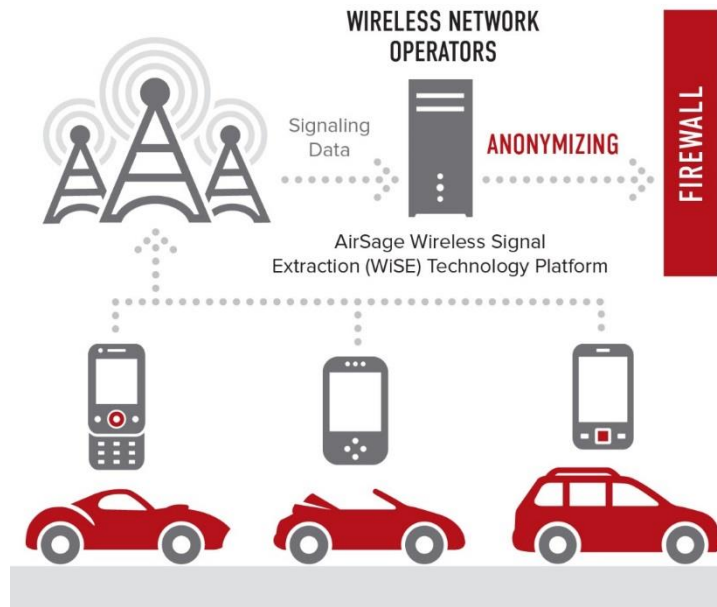 WIRELESS NETWORK
OPERATORS
Signaling
Data
ANONYMIZING
FIREWALL
AirSage Wireless Signal
Extraction (WiSE) Technology Platform